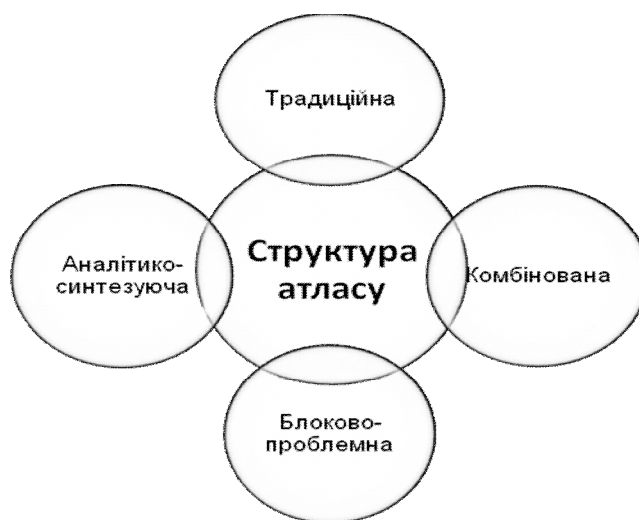 Традиційна
Аналітико-
синтезуюча
Структура
атласу
Комбінована
Блоково-
проблемна